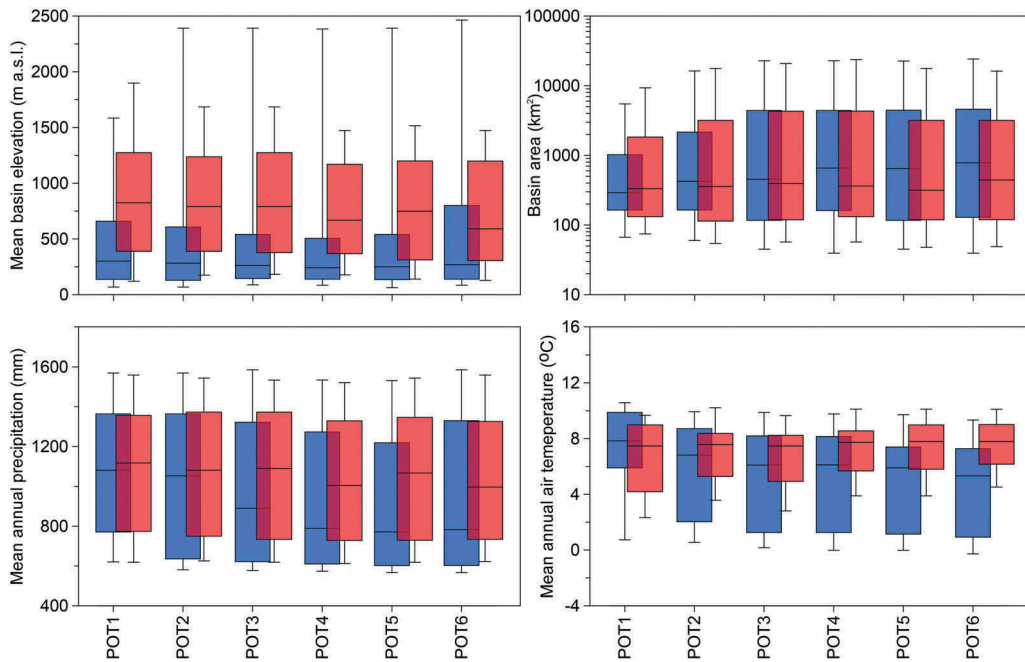 Mean basin elevation (m a.s.l.)
2500
2000
1500
1000
500
0
Basin area (km²)
100000
10000
1000
100
10
Mean annual precipitation (mm)
1600
1200
800
400
POT1
POT2
POT3
POT4
POT5
POT6
Mean annual air temeperature (ºC)
16
12
8
4
0
-4
POT1
POT2
POT3
POT4
POT5
POT6